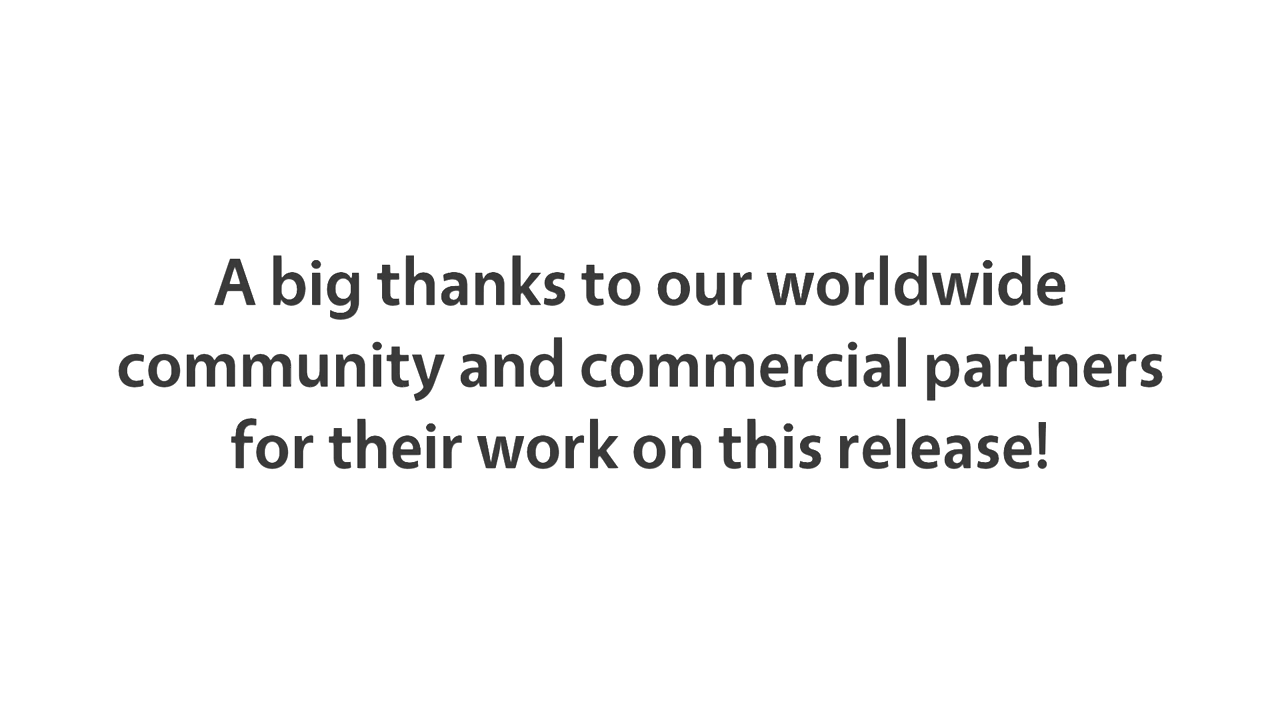 A big thanks to our worldwide
community and commercial partners
for their work on this release!